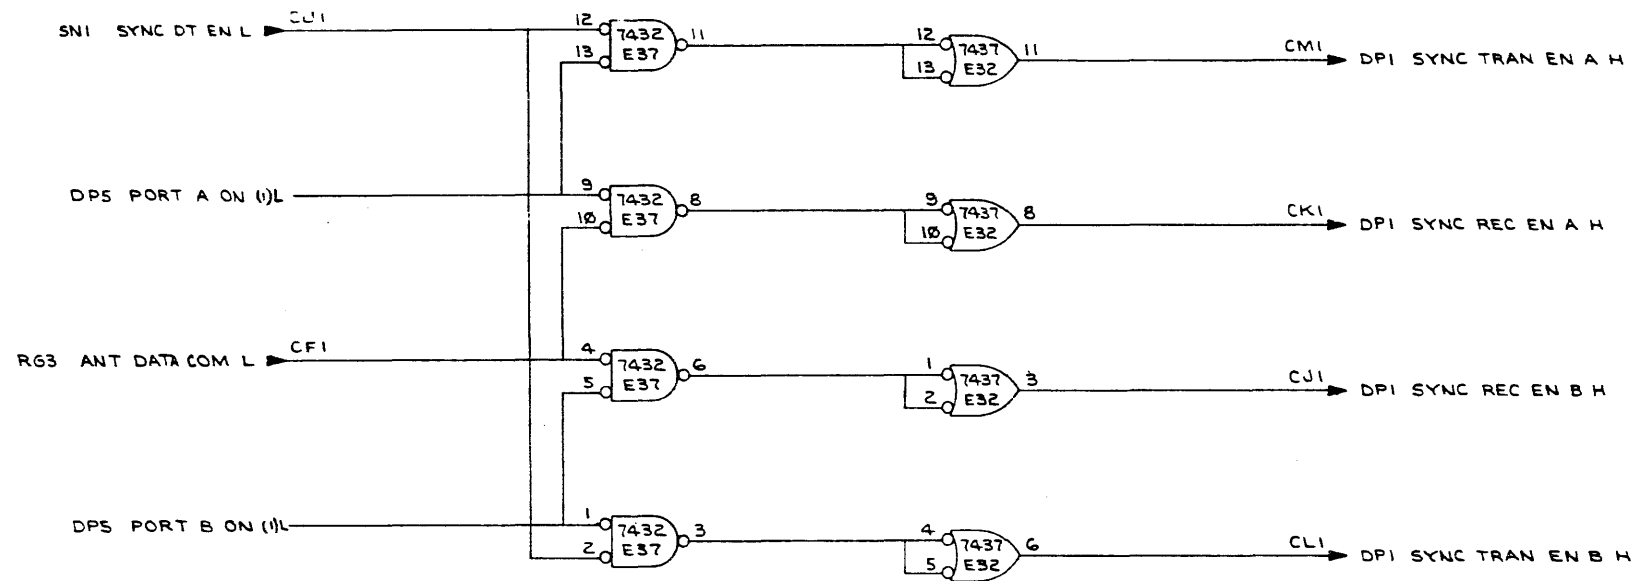 SN1 SYNC DT EN L
12
7432
E37
13
11
12
7437
E32
13
11
CM1
DP1 SYNC TRAN EN A H
DP5 PORT A ON (1)L
9
7432
E37
10
8
9
7437
E32
10
8
CK1
DP1 SYNC REC EN A H
RG3 ANT DATA COM L
CF1
4
7432
E37
5
6
1
7437
E32
2
3
CJ1
DP1 SYNC REC EN B H
DP5 PORT B ON (1)L
1
7432
E37
2
3
4
7437
E32
5
6
CL1
DP1 SYNC TRAN EN B H